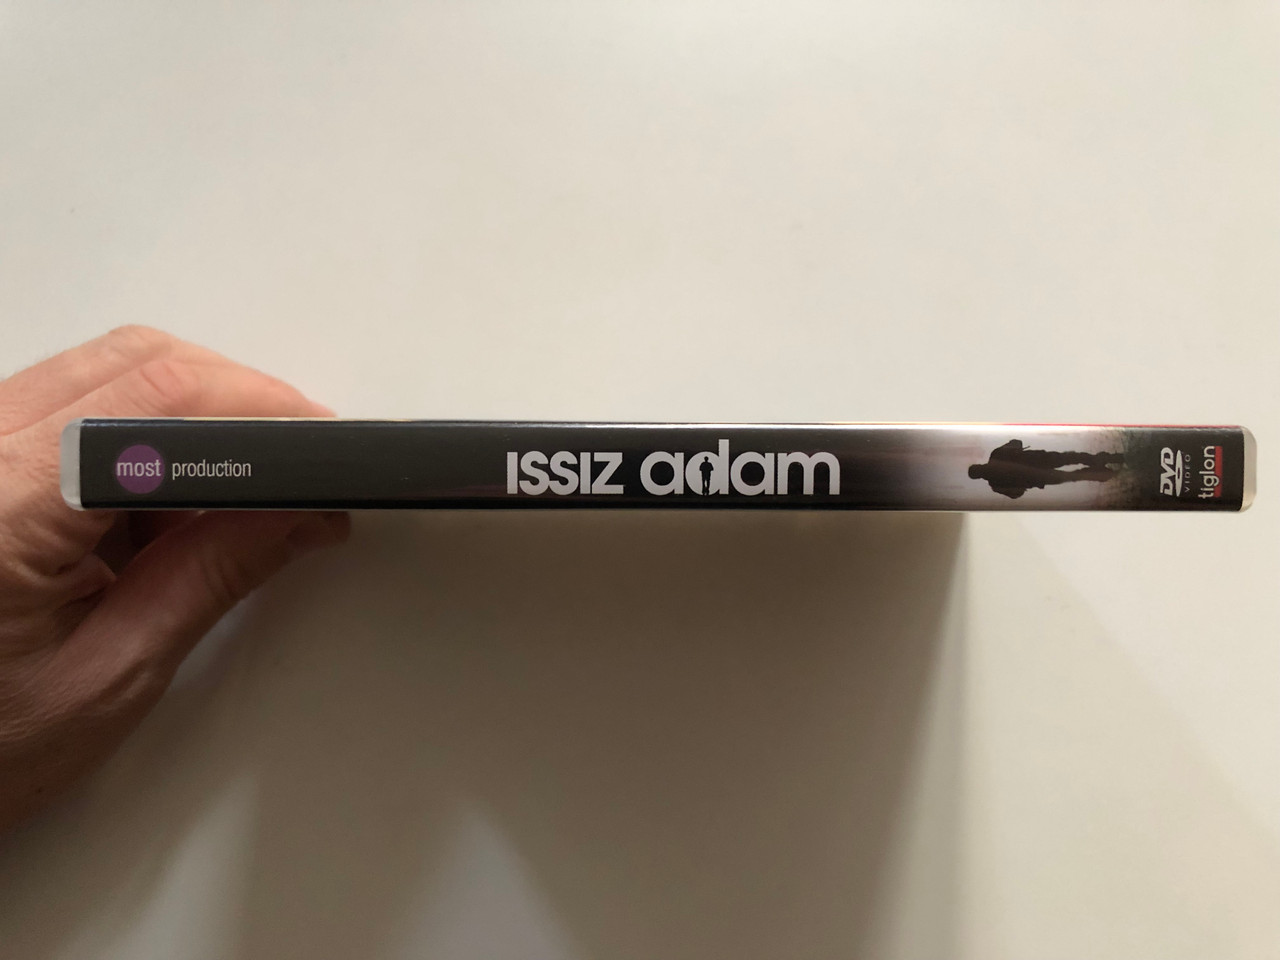 most production
ıssız adam
DVD
VIDEO
tiglon